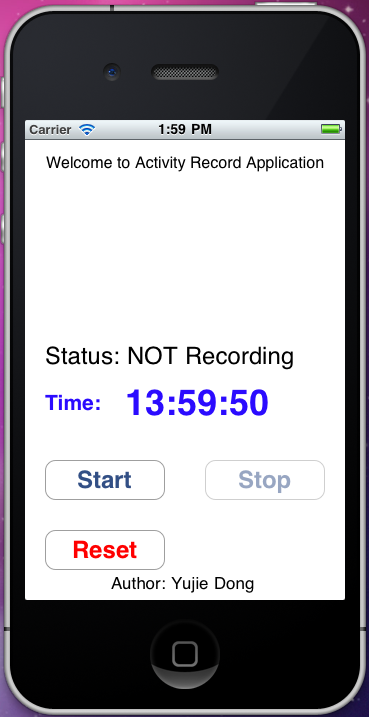 Carrier 1:59 PM
Welcome to Activity Record Application
Status: NOT Recording
Time: 13:59:50
Start Stop
Reset
Author: Yujie Dong